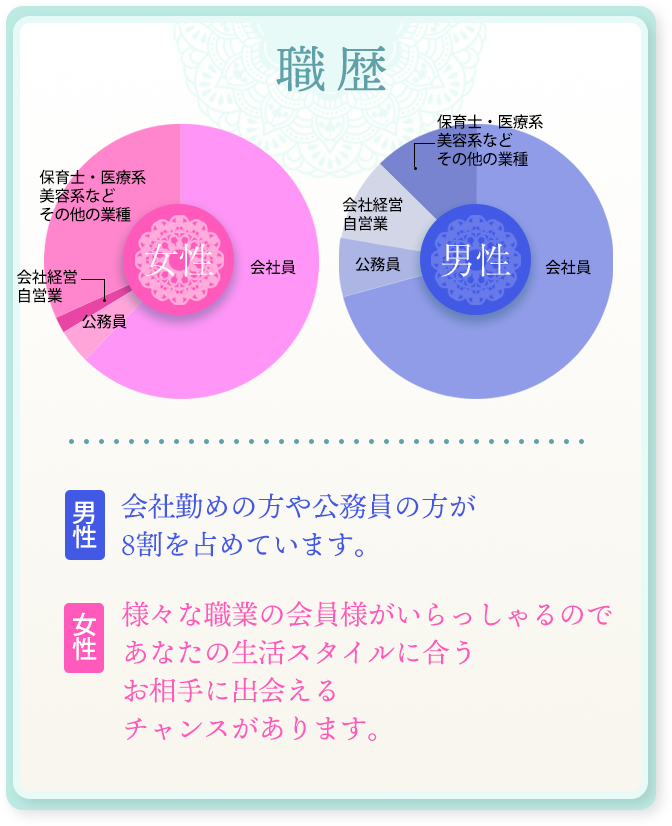 職歴
保育士・医療系
美容系など
その他の業種
会社経営
自営業
公務員
女性
会社員
保育士・医療系
美容系など
その他の業種
会社経営
自営業
公務員
男性
会社員
男性
会社勤めの方や公務員の方が
8割を占めています。
女性
様々な職業の会員様がいらっしゃるので
あなたの生活スタイルに合う
お相手に出会える
チャンスがあります。